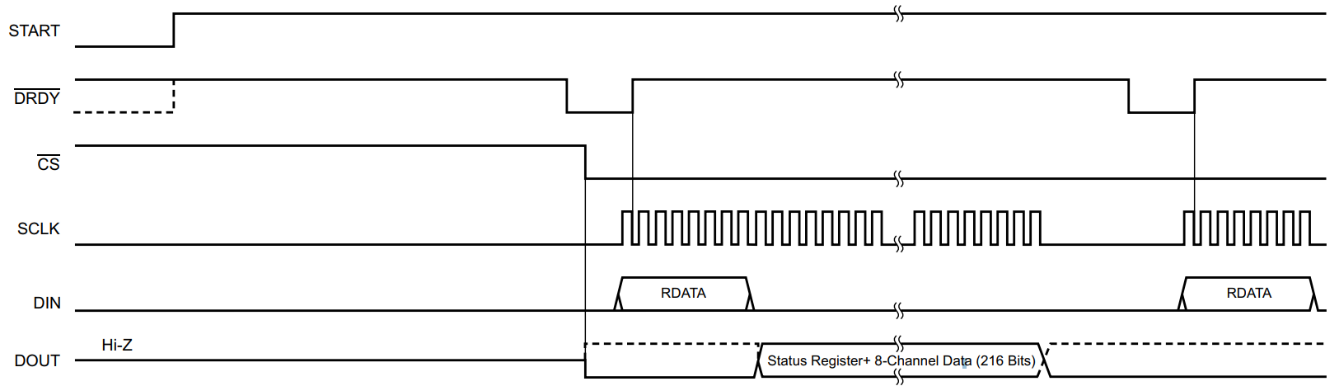 START
DRDY
CS
SCLK
DIN RDATA RDATA
Hi-Z
DOUT Status Register+ 8-Channel Data (216 Bits)